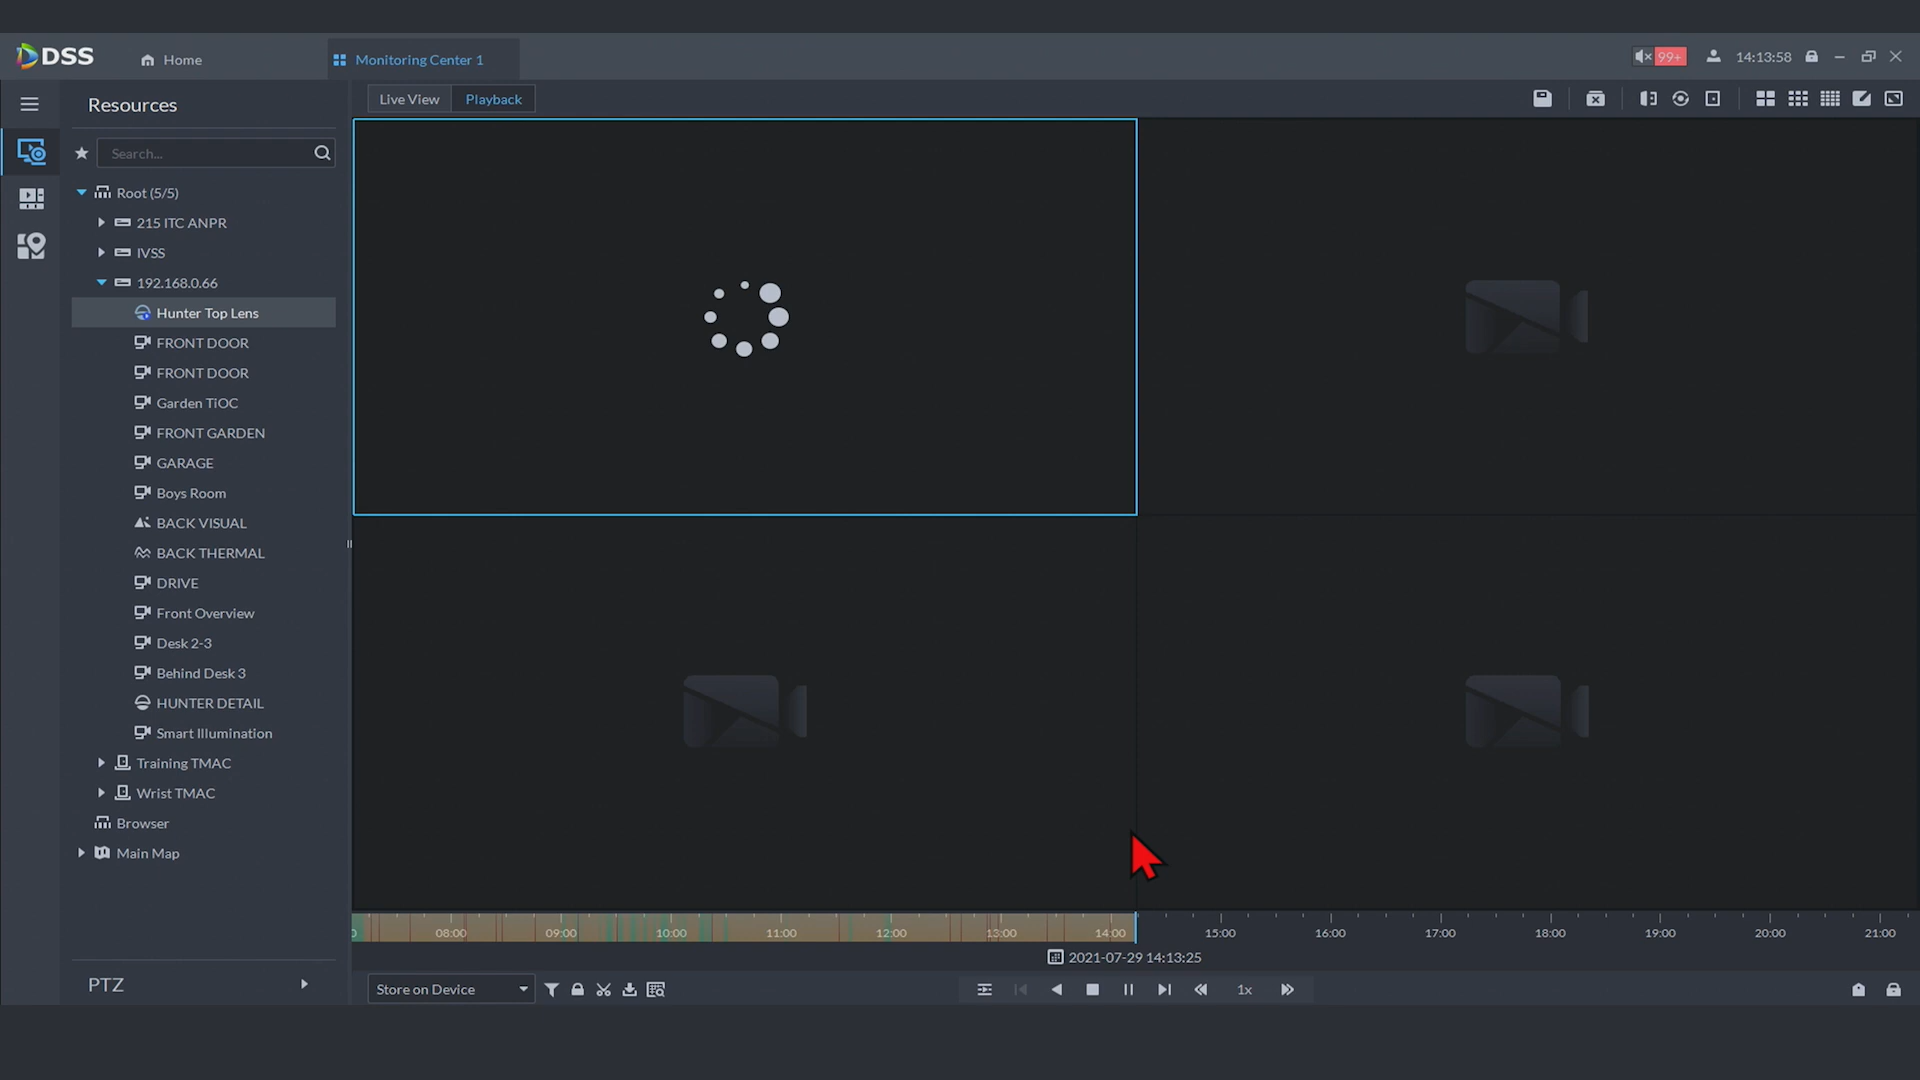 DSS
Home
Monitoring Center 1
99+
14:13:58
Resources
Live View
Playback
Search...
Root (5/5)
215 ITC ANPR
IVSS
192.168.0.66
Hunter Top Lens
FRONT DOOR
FRONT DOOR
Garden TiOC
FRONT GARDEN
GARAGE
Boys Room
BACK VISUAL
BACK THERMAL
DRIVE
Front Overview
Desk 2-3
Behind Desk 3
HUNTER DETAIL
Smart Illumination
Training TMAC
Wrist TMAC
Browser
Main Map
PTZ
08:00 09:00 10:00 11:00 12:00 13:00 14:00 15:00 16:00 17:00 18:00 19:00 20:00 21:00
2021-07-29 14:13:25
Store on Device
1x